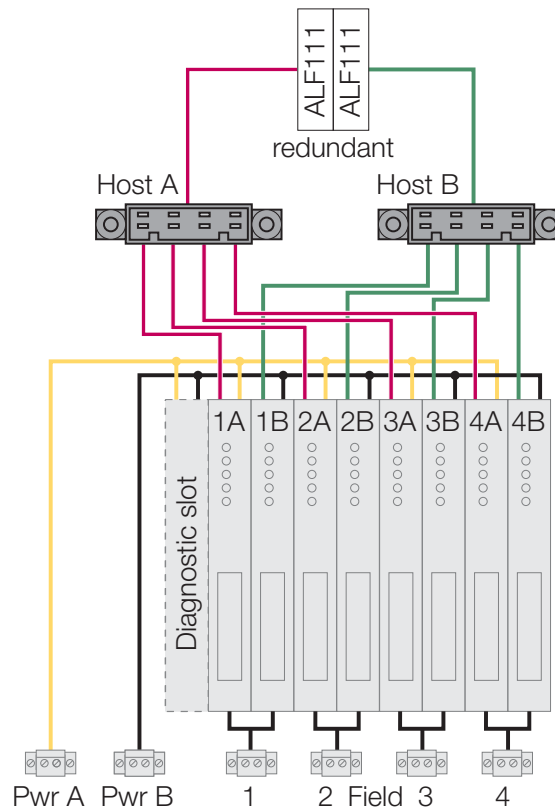 ALF111
ALF111
redundant
Host A
Host B
1A 1B 2A 2B 3A 3B 4A 4B
Diagnostic slot
Pwr A Pwr B 1 2 Field 3 4